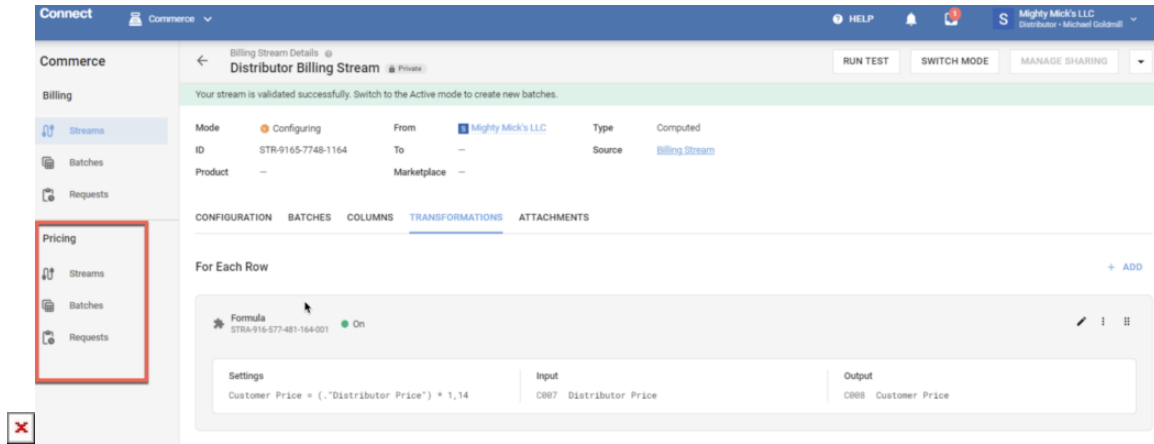 Connect
Commerce
HELP
1
S
Mighty Mick's LLC
Distributor - Michael Goldmill
Commerce
Billing
Streams
Batches
Requests
Pricing
Streams
Batches
Requests
Billing Stream Details
Distributor Billing Stream
Private
RUN TEST
SWITCH MODE
MANAGE SHARING
Your stream is validated successfully. Switch to the Active mode to create new batches.
Mode Configuring From S Mighty Mick's LLC Type Computed
ID STR-9165-7748-1164 To — Source Billing Stream
Product — Marketplace —
CONFIGURATION BATCHES COLUMNS TRANSFORMATIONS ATTACHMENTS
For Each Row
+ ADD
Formula
STRA-916-577-481-164-001
On
Settings Input Output
Customer Price = (."Distributor Price") * 1,14 C007 Distributor Price C008 Customer Price